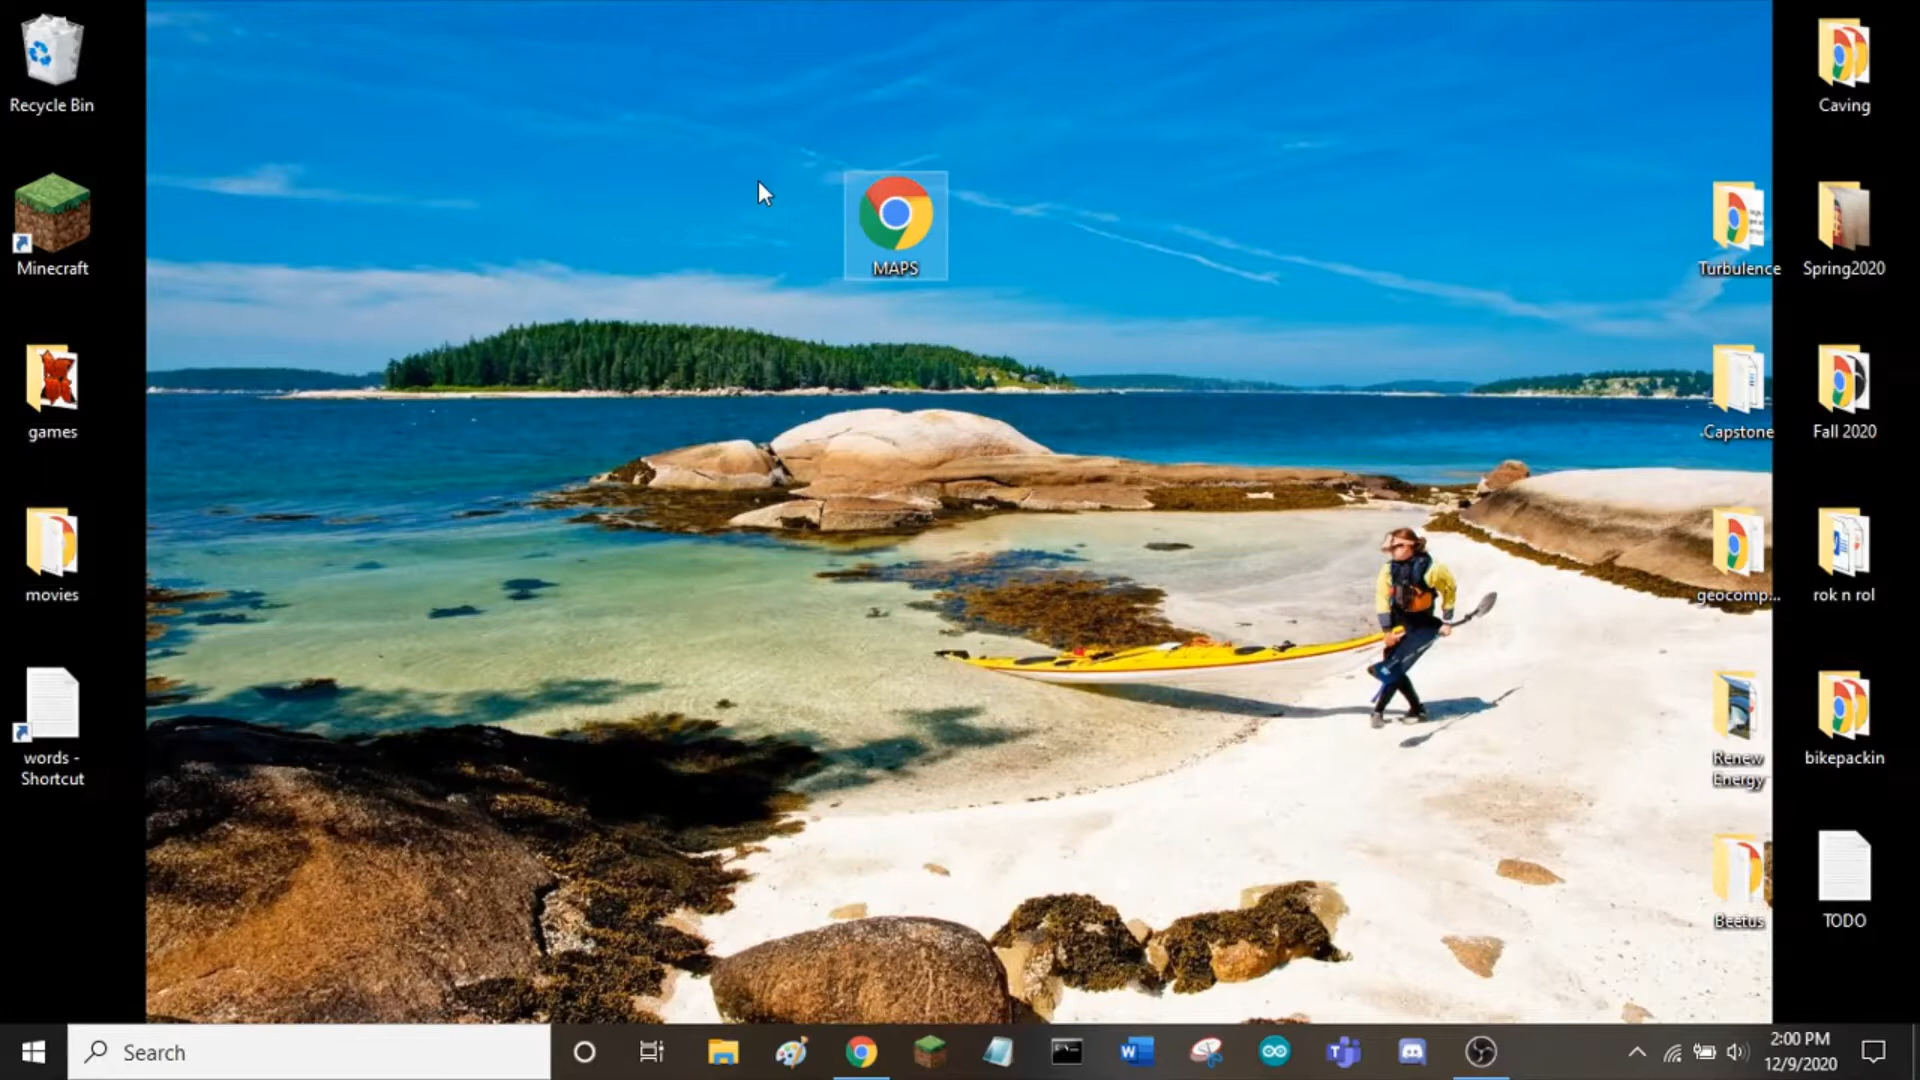 Recycle Bin
Minecraft
games
movies
words -
Shortcut
MAPS
Turbulence
Capstone
geocomp...
Renew
Energy
Beetus
Caving
Spring2020
Fall 2020
rok n rol
bikepackin
TODO
Search
2:00 PM
12/9/2020